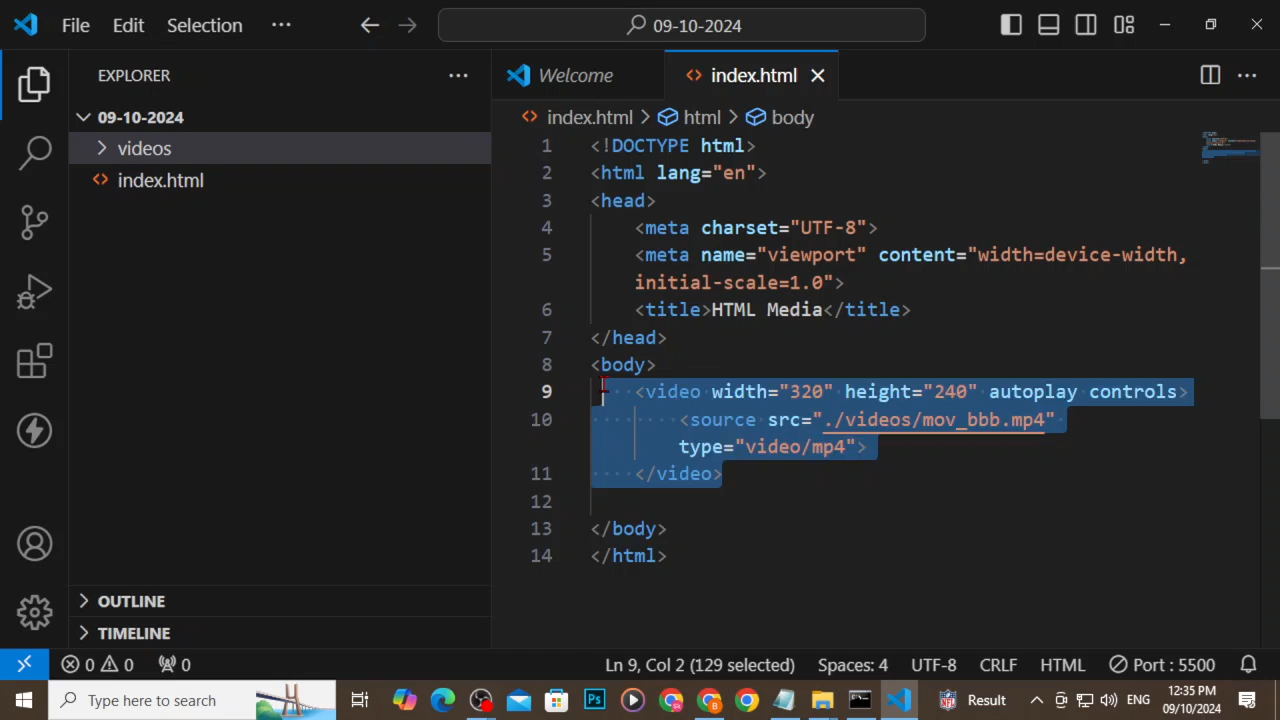 File Edit Selection ··· 09-10-2024
EXPLORER ···
09-10-2024
videos
index.html
OUTLINE
TIMELINE
Welcome index.html ···
index.html > html > body
1 <!DOCTYPE html>
2 <html lang="en">
3 <head>
4 <meta charset="UTF-8">
5 <meta name="viewport" content="width=device-width,
initial-scale=1.0">
6 <title>HTML Media</title>
7 </head>
8 <body>
9 <video width="320" height="240" autoplay controls>
10 <source src="./videos/mov_bbb.mp4"
type="video/mp4">
11 </video>
12
13 </body>
14 </html>
0 0 0 Ln 9, Col 2 (129 selected) Spaces: 4 UTF-8 CRLF HTML Port : 5500
Type here to search Ps Result ENG 12:35 PM
09/10/2024